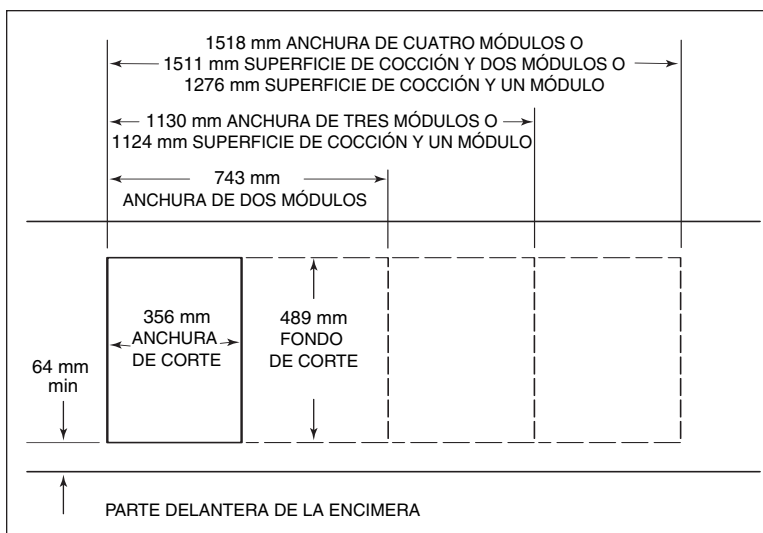 1518 mm ANCHURA DE CUATRO MÓDULOS O
1511 mm SUPERFICIE DE COCCIÓN Y DOS MÓDULOS O
1276 mm SUPERFICIE DE COCCIÓN Y UN MÓDULO
1130 mm ANCHURA DE TRES MÓDULOS O
1124 mm SUPERFICIE DE COCCIÓN Y UN MÓDULO
743 mm
ANCHURA DE DOS MÓDULOS
356 mm
ANCHURA
DE CORTE
489 mm
FONDO
DE CORTE
64 mm
min
PARTE DELANTERA DE LA ENCIMERA